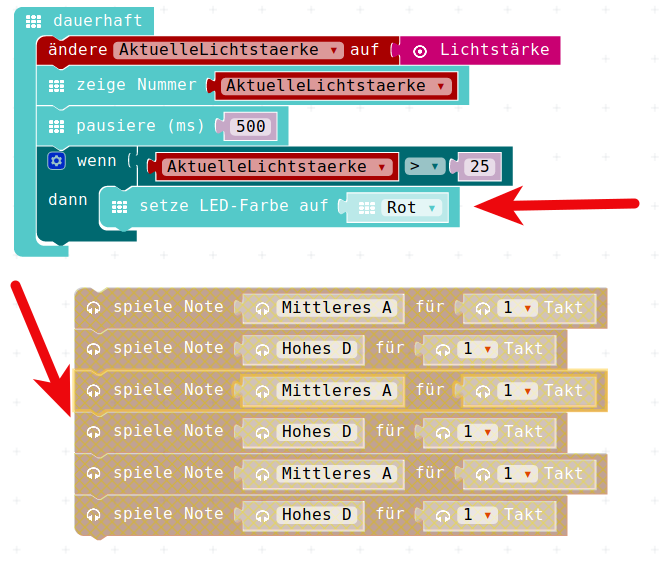 dauerhaft
ändere AktuelleLichtstaerke auf Lichtstärke
zeige Nummer AktuelleLichtstaerke
pausiere (ms) 500
wenn AktuelleLichtstaerke > 25
dann setze LED-Farbe auf Rot
spiele Note Mittleres A für 1 Takt
spiele Note Hohes D für 1 Takt
spiele Note Mittleres A für 1 Takt
spiele Note Hohes D für 1 Takt
spiele Note Mittleres A für 1 Takt
spiele Note Hohes D für 1 Takt